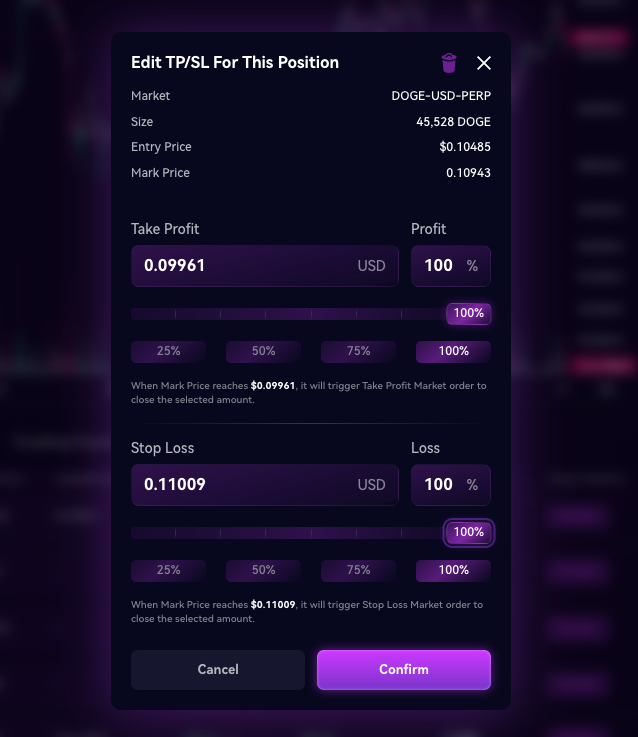 Edit TP/SL For This Position
Market DOGE-USD-PERP
Size 45,528 DOGE
Entry Price $0.10485
Mark Price 0.10943
Take Profit Profit
0.09961 USD 100 %
100%
25% 50% 75% 100%
When Mark Price reaches $0.09961, it will trigger Take Profit Market order to
close the selected amount.
Stop Loss Loss
0.11009 USD 100 %
100%
25% 50% 75% 100%
When Mark Price reaches $0.11009, it will trigger Stop Loss Market order to
close the selected amount.
Cancel Confirm